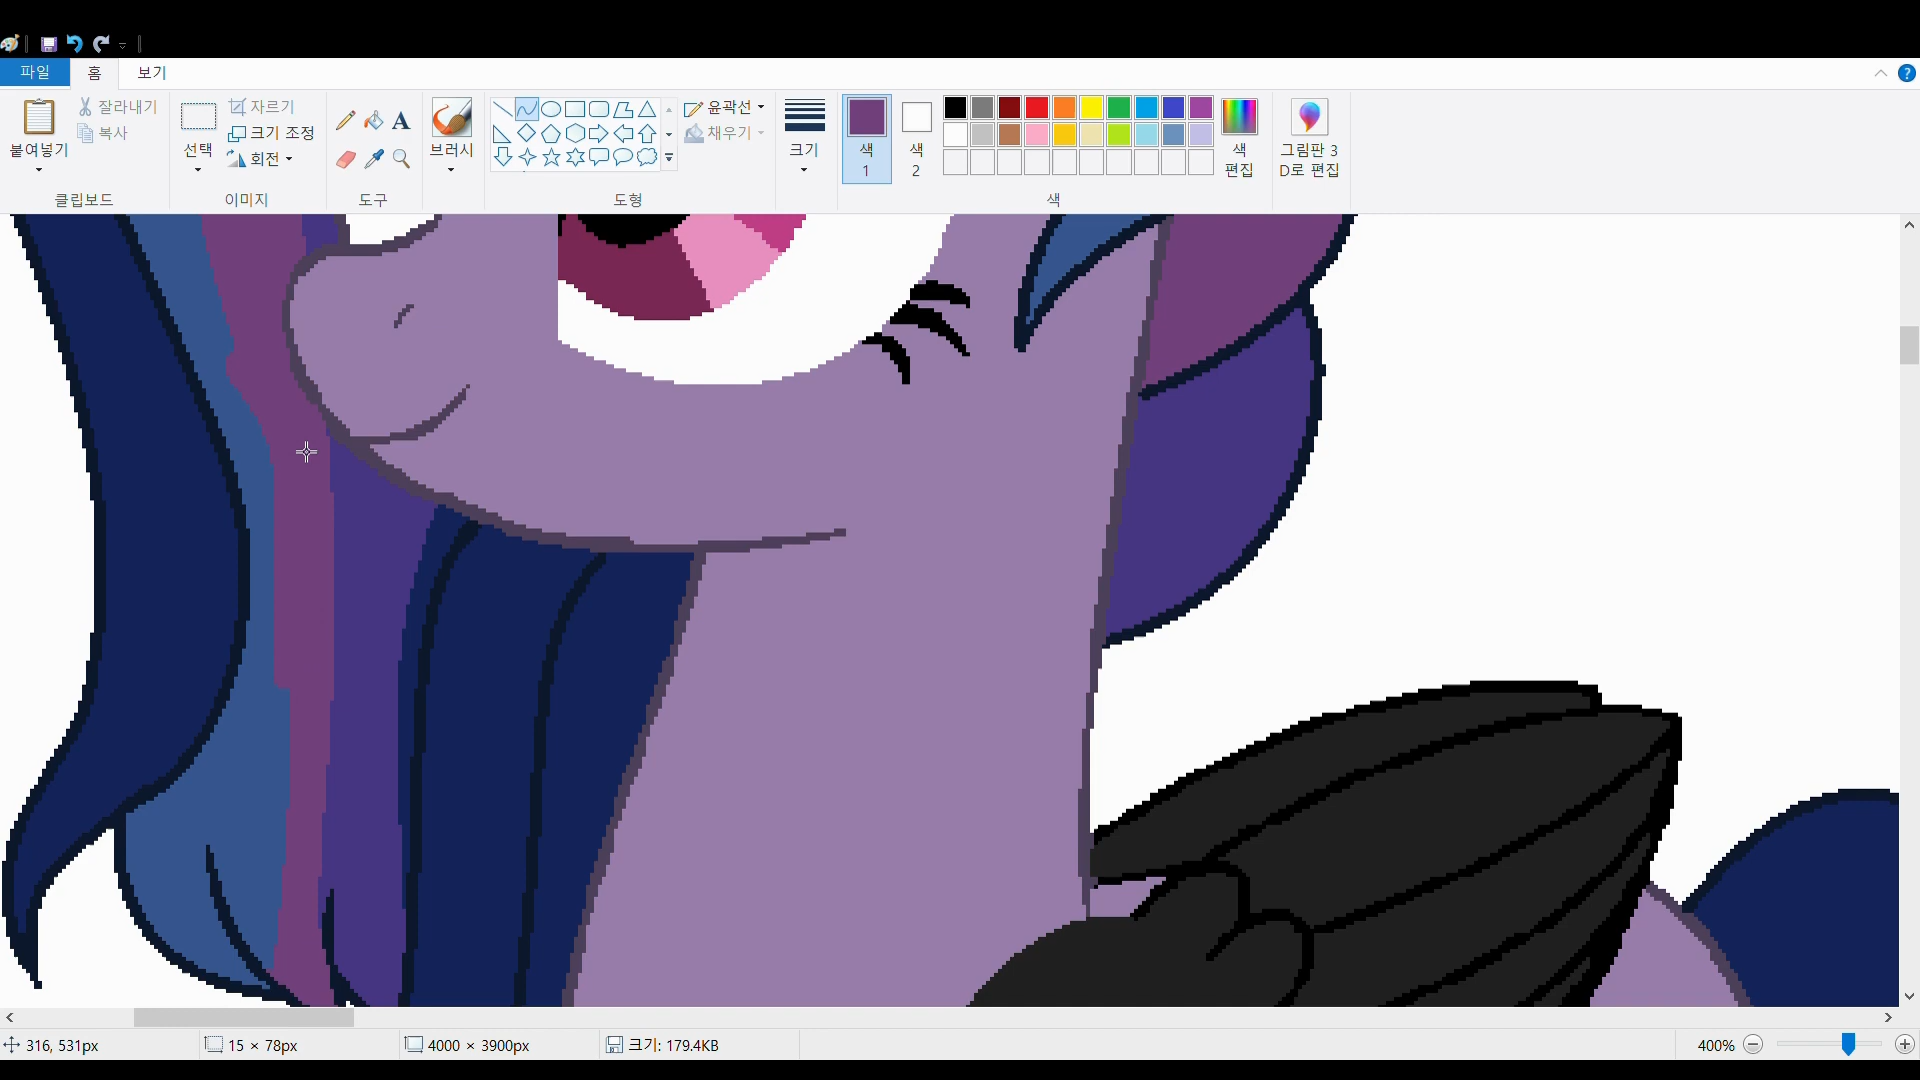 파일 홈 보기
붙여넣기 잘라내기 복사 선택 자르기 크기 조정 회전 A 브러시 윤곽선 채우기 크기 색 1 색 2 색 편집 그림판 3 D로 편집
클립보드 이미지 도구 도형 색
316, 531px 15 × 78px 4000 × 3900px 크기: 179.4KB 400%